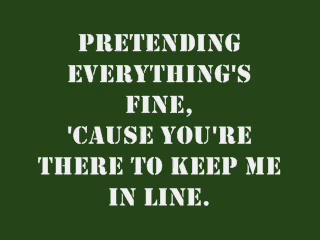 PRETENDING
EVERYTHING'S
FINE,
'CAUSE YOU'RE
THERE TO KEEP ME
IN LINE.